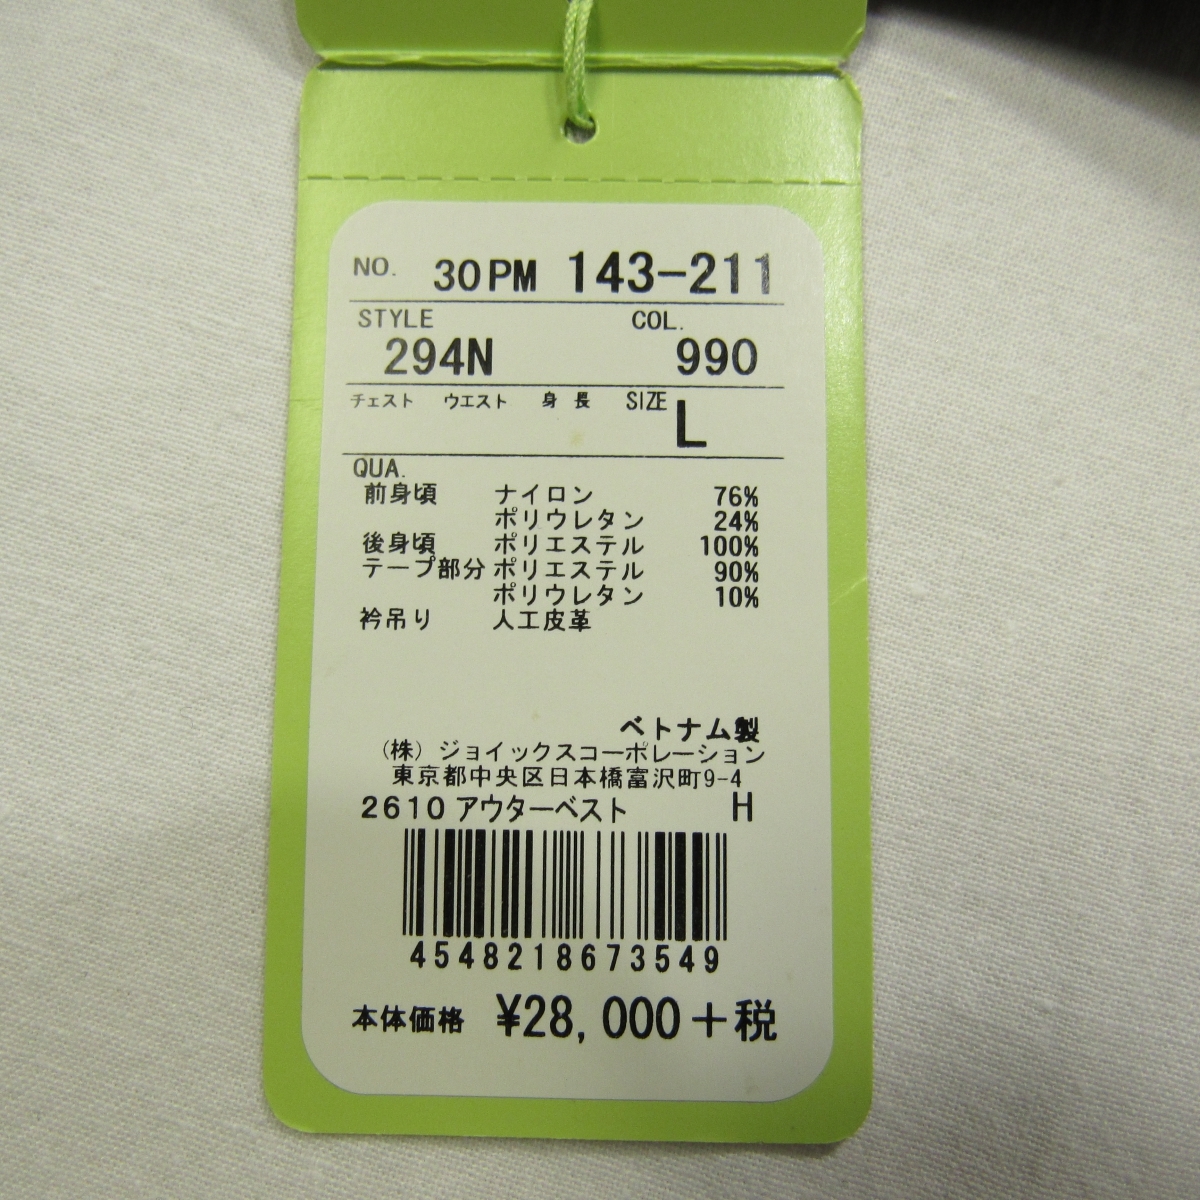 NO. 30PM 143-211
STYLE COL.
294N 990
チェスト ウエスト 身長 SIZE
L
QUA.
前身頃 ナイロン 76%
ポリウレタン 24%
後身頃 ポリエステル 100%
テープ部分 ポリエステル 90%
ポリウレタン 10%
衿吊り 人工皮革
ベトナム製
(株)ジョイックスコーポレーション
東京都中央区日本橋富沢町9-4
2610 アウターベスト H
4548218673549
本体価格 ¥28,000+税